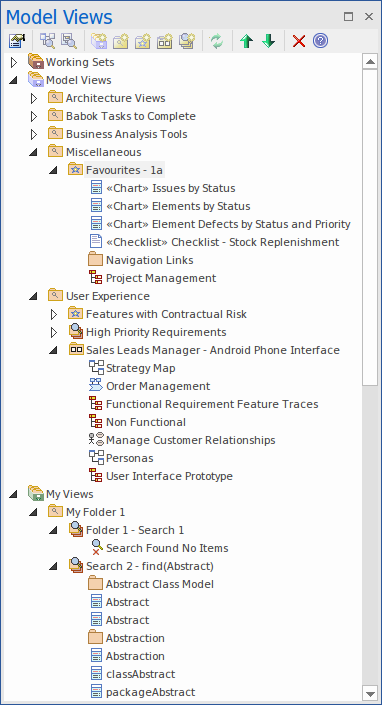 Model Views
Working Sets
Model Views
Architecture Views
Babok Tasks to Complete
Business Analysis Tools
Miscellaneous
Favourites - 1a
«Chart» Issues by Status
«Chart» Elements by Status
«Chart» Element Defects by Status and Priority
«Checklist» Checklist - Stock Replenishment
Navigation Links
Project Management
User Experience
Features with Contractual Risk
High Priority Requirements
Sales Leads Manager - Android Phone Interface
Strategy Map
Order Management
Functional Requirement Feature Traces
Non Functional
Manage Customer Relationships
Personas
User Interface Prototype
My Views
My Folder 1
Folder 1 - Search 1
Search Found No Items
Search 2 - find(Abstract)
Abstract Class Model
Abstract
Abstract
Abstraction
Abstraction
classAbstract
packageAbstract